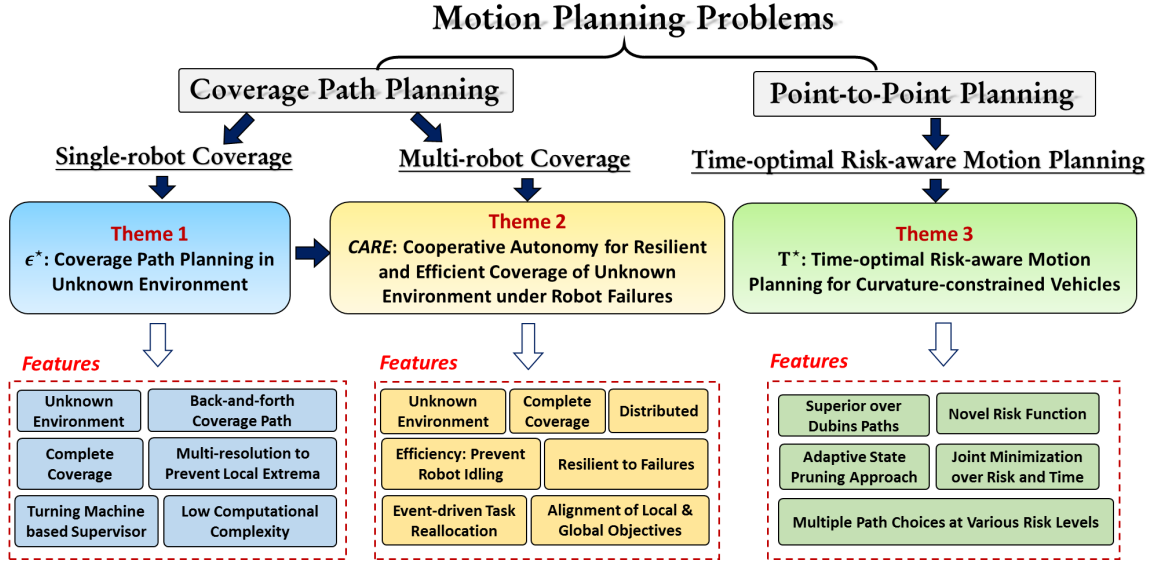 Motion Planning Problems
Coverage Path Planning
Point-to-Point Planning
Single-robot Coverage
Multi-robot Coverage
Time-optimal Risk-aware Motion Planning
Theme 1
ϵ*: Coverage Path Planning in
Unknown Environment
Theme 2
CARE: Cooperative Autonomy for Resilient
and Efficient Coverage of Unknown
Environment under Robot Failures
Theme 3
T*: Time-optimal Risk-aware Motion
Planning for Curvature-constrained Vehicles
Features
Unknown
Environment
Back-and-forth
Coverage Path
Complete
Coverage
Multi-resolution to
Prevent Local Extrema
Turning Machine
based Supervisor
Low Computational
Complexity
Features
Unknown
Environment
Complete
Coverage
Distributed
Efficiency: Prevent
Robot Idling
Resilient to Failures
Event-driven Task
Reallocation
Alignment of Local &
Global Objectives
Features
Superior over
Dubins Paths
Novel Risk Function
Adaptive State
Pruning Approach
Joint Minimization
over Risk and Time
Multiple Path Choices at Various Risk Levels